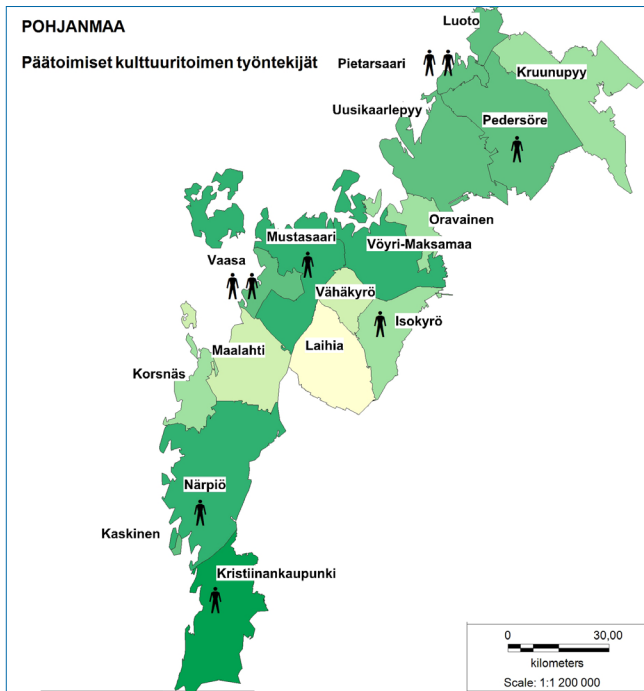 POHJANMAA
Päätoimiset kulttuuritoimen työntekijät
Luoto
Pietarsaari
Kruunupyy
Uusikaarlepyy
Pedersöre
Oravainen
Mustasaari
Vöyri-Maksamaa
Vaasa
Vähäkyrö
Isokyrö
Maalahti
Laihia
Korsnäs
Närpiö
Kaskinen
Kristiinankaupunki
0 30,00
kilometers
Scale: 1:1 200 000